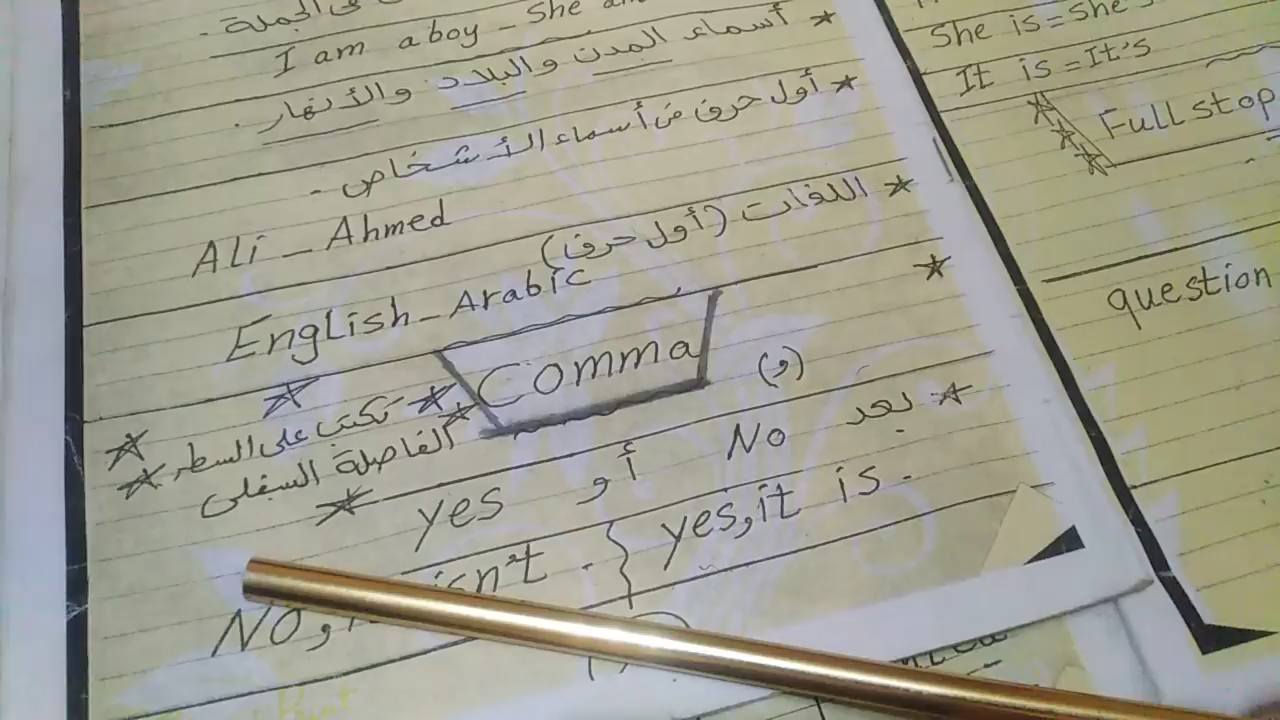 فى الجملة .
I am a boy - She
★ أسماء المدن والبلاد والأنهار .
★ أول حرف من أسماء الأشخاص .
Ali - Ahmed
★ اللغات (أول حرف)
English - Arabic
Comma
(و)
★ تكتب على السطر
★ الفاصلة السفلى
★ بعد No أو yes
No, isn't . } yes, it is .
She is = She's
It is = It's
Full stop
question